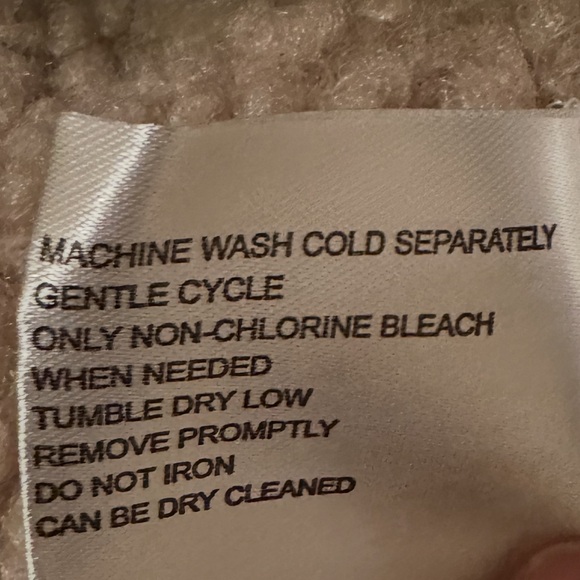 MACHINE WASH COLD SEPARATELY
GENTLE CYCLE
ONLY NON-CHLORINE BLEACH
WHEN NEEDED
TUMBLE DRY LOW
REMOVE PROMPTLY
DO NOT IRON
CAN BE DRY CLEANED